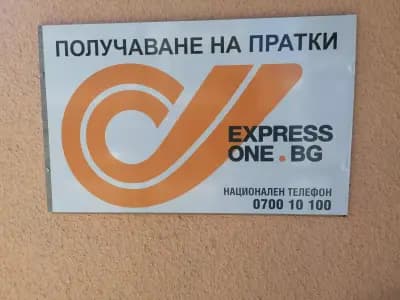 ПОЛУЧАВАНЕ НА ПРАТКИ
EXPRESS
ONE.BG
НАЦИОНАЛЕН ТЕЛЕФОН
0700 10 100